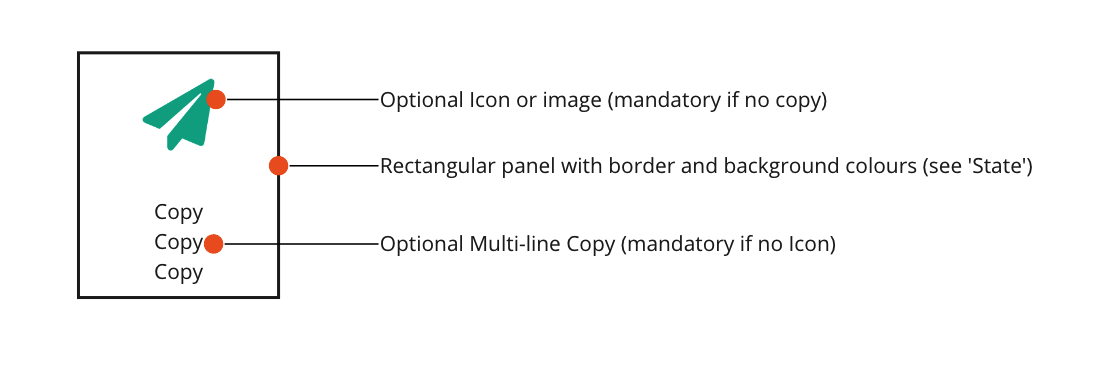 Optional Icon or image (mandatory if no copy)
Rectangular panel with border and background colours (see 'State')
Copy
Copy
Copy
Optional Multi-line Copy (mandatory if no Icon)